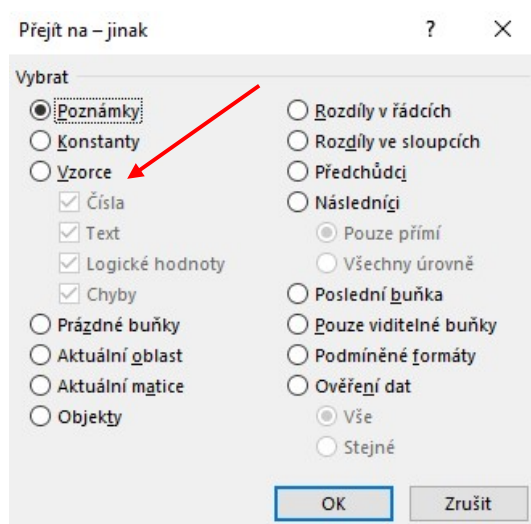 Přejít na – jinak
?
Vybrat
Poznámky
Konstanty
Vzorce
Čísla
Text
Logické hodnoty
Chyby
Prázdné buňky
Aktuální oblast
Aktuální matice
Objekty
Rozdíly v řádcích
Rozdíly ve sloupcích
Předchůdci
Následníci
Pouze přímí
Všechny úrovně
Poslední buňka
Pouze viditelné buňky
Podmíněné formáty
Ověření dat
Vše
Stejné
OK
Zrušit